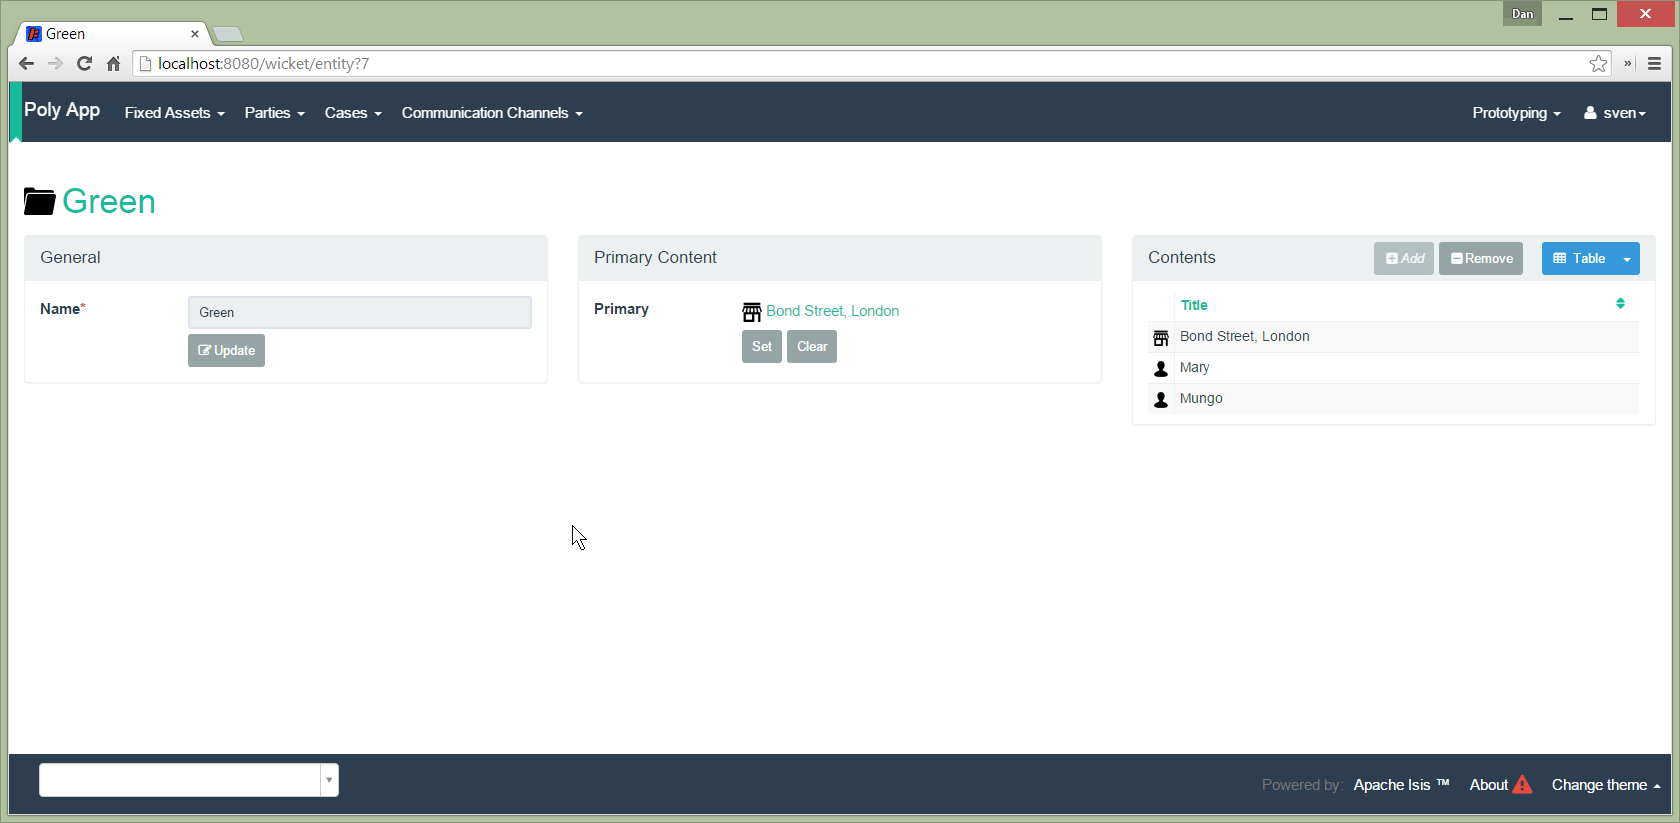 Dan
Green
localhost:8080/wicket/entity?7
Poly App Fixed Assets Parties Cases Communication Channels Prototyping sven
Green
General
Name*
Green
Update
Primary Content
Primary
Bond Street, London
Set Clear
Contents
Add Remove Table
Title
Bond Street, London
Mary
Mungo
Powered by: Apache Isis ™ About Change theme